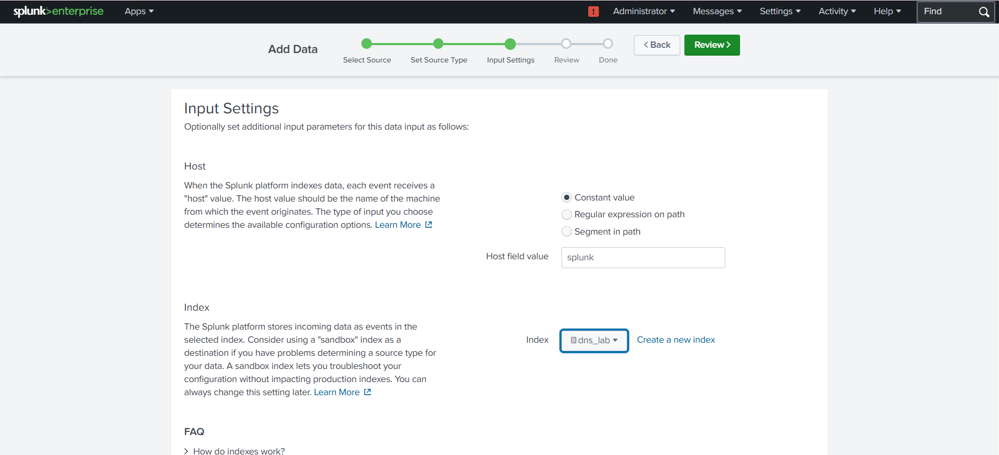 splunk>enterprise Apps Administrator Messages Settings Activity Help Find
Add Data
Select Source Set Source Type Input Settings Review Done
Back Review
Input Settings
Optionally set additional input parameters for this data input as follows:
Host
When the Splunk platform indexes data, each event receives a
"host" value. The host value should be the name of the machine
from which the event originates. The type of input you choose
determines the available configuration options. Learn More
Constant value
Regular expression on path
Segment in path
Host field value splunk
Index
The Splunk platform stores incoming data as events in the
selected index. Consider using a "sandbox" index as a
destination if you have problems determining a source type for
your data. A sandbox index lets you troubleshoot your
configuration without impacting production indexes. You can
always change this setting later. Learn More
Index dns_lab Create a new index
FAQ
How do indexes work?